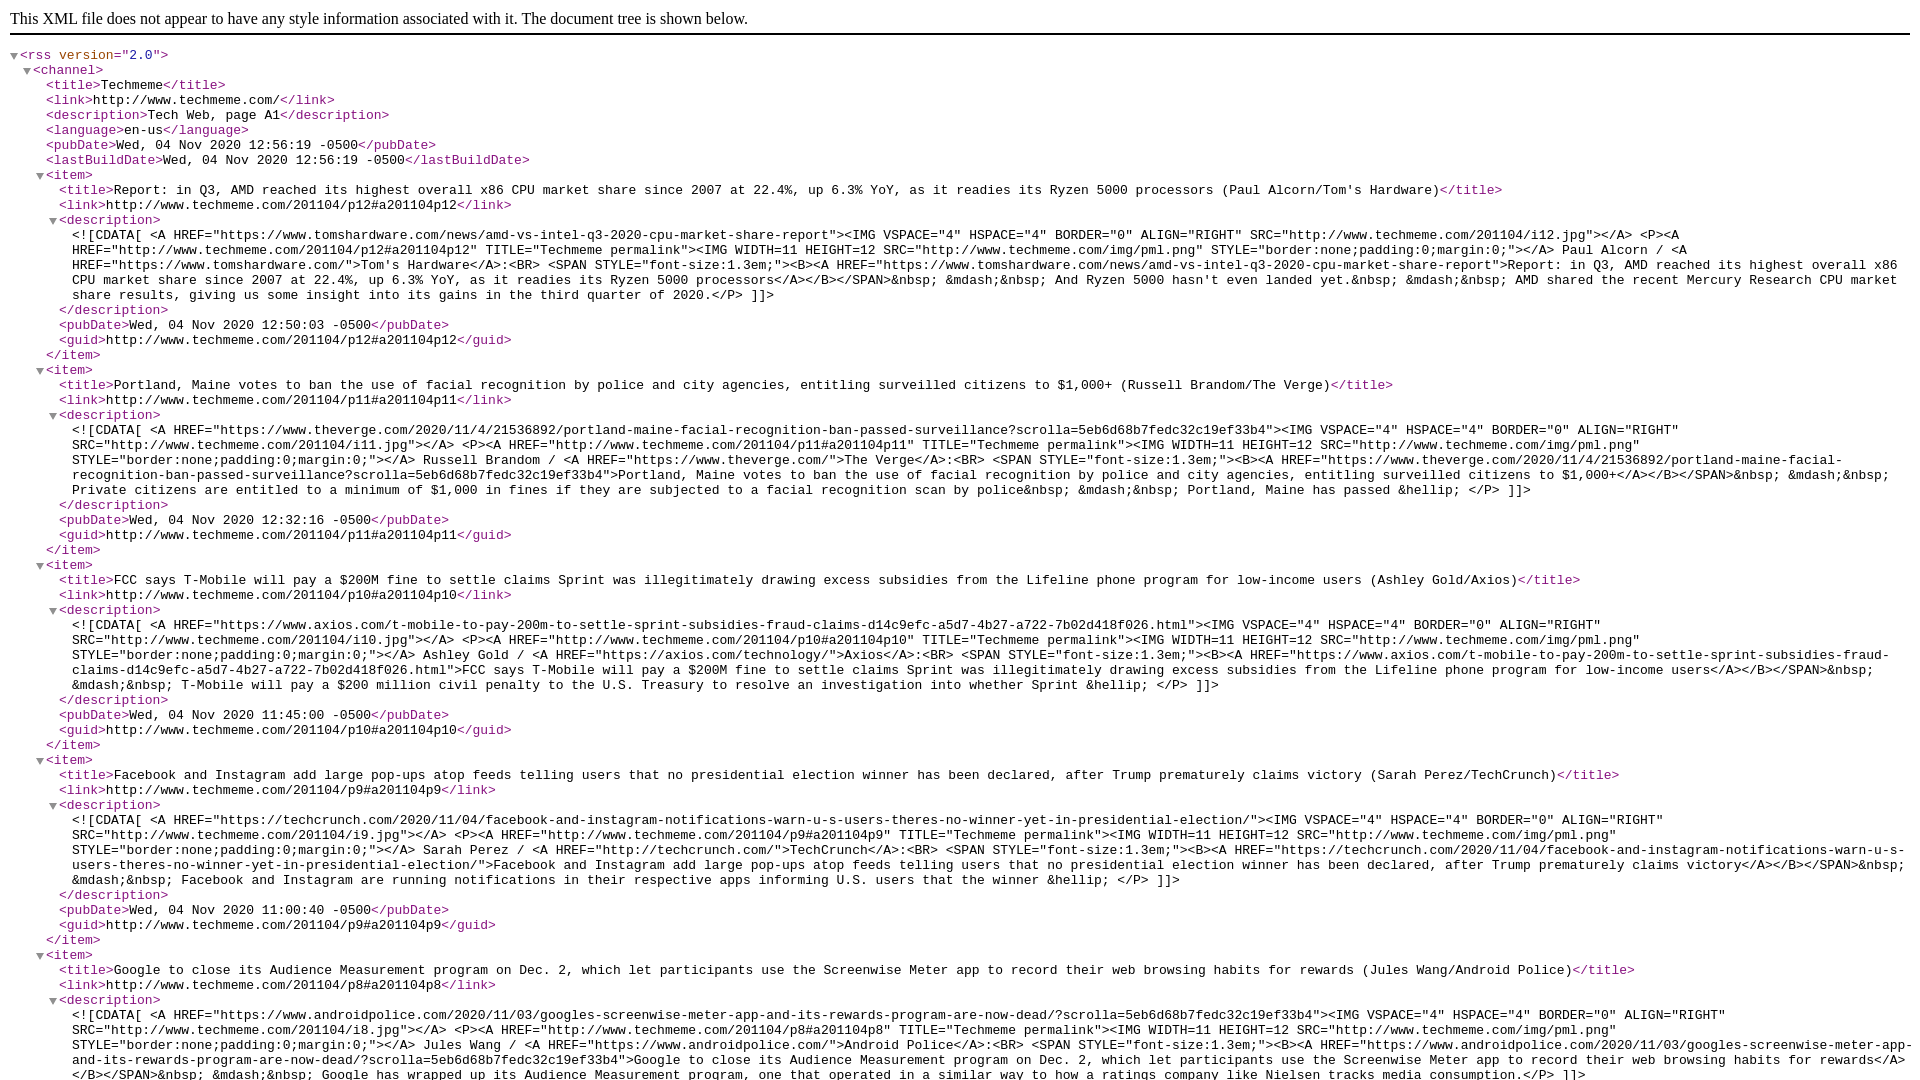 This XML file does not appear to have any style information associated with it. The document tree is shown below.
<rss version="2.0">
<channel>
<title>Techmeme</title>
<link>http://www.techmeme.com/</link>
<description>Tech Web, page A1</description>
<language>en-us</language>
<pubDate>Wed, 04 Nov 2020 12:56:19 -0500</pubDate>
<lastBuildDate>Wed, 04 Nov 2020 12:56:19 -0500</lastBuildDate>
<item>
<title>Report: in Q3, AMD reached its highest overall x86 CPU market share since 2007 at 22.4%, up 6.3% YoY, as it readies its Ryzen 5000 processors (Paul Alcorn/Tom's Hardware)</title>
<link>http://www.techmeme.com/201104/p12#a201104p12</link>
<description>
<![CDATA[ <A HREF="https://www.tomshardware.com/news/amd-vs-intel-q3-2020-cpu-market-share-report"><IMG VSPACE="4" HSPACE="4" BORDER="0" ALIGN="RIGHT" SRC="http://www.techmeme.com/201104/i12.jpg"></A> <P><A
HREF="http://www.techmeme.com/201104/p12#a201104p12" TITLE="Techmeme permalink"><IMG WIDTH=11 HEIGHT=12 SRC="http://www.techmeme.com/img/pml.png" STYLE="border:none;padding:0;margin:0;"></A> Paul Alcorn / <A
HREF="https://www.tomshardware.com/">Tom's Hardware</A>:<BR> <SPAN STYLE="font-size:1.3em;"><B><A HREF="https://www.tomshardware.com/news/amd-vs-intel-q3-2020-cpu-market-share-report">Report: in Q3, AMD reached its highest overall x86
CPU market share since 2007 at 22.4%, up 6.3% YoY, as it readies its Ryzen 5000 processors</A></B></SPAN>&nbsp; &mdash;&nbsp; And Ryzen 5000 hasn't even landed yet.&nbsp; &mdash;&nbsp; AMD shared the recent Mercury Research CPU market
share results, giving us some insight into its gains in the third quarter of 2020.</P> ]]>
</description>
<pubDate>Wed, 04 Nov 2020 12:50:03 -0500</pubDate>
<guid>http://www.techmeme.com/201104/p12#a201104p12</guid>
</item>
<item>
<title>Portland, Maine votes to ban the use of facial recognition by police and city agencies, entitling surveilled citizens to $1,000+ (Russell Brandom/The Verge)</title>
<link>http://www.techmeme.com/201104/p11#a201104p11</link>
<description>
<![CDATA[ <A HREF="https://www.theverge.com/2020/11/4/21536892/portland-maine-facial-recognition-ban-passed-surveillance?scrolla=5eb6d68b7fedc32c19ef33b4"><IMG VSPACE="4" HSPACE="4" BORDER="0" ALIGN="RIGHT"
SRC="http://www.techmeme.com/201104/i11.jpg"></A> <P><A HREF="http://www.techmeme.com/201104/p11#a201104p11" TITLE="Techmeme permalink"><IMG WIDTH=11 HEIGHT=12 SRC="http://www.techmeme.com/img/pml.png"
STYLE="border:none;padding:0;margin:0;"></A> Russell Brandom / <A HREF="https://www.theverge.com/">The Verge</A>:<BR> <SPAN STYLE="font-size:1.3em;"><B><A HREF="https://www.theverge.com/2020/11/4/21536892/portland-maine-facial-
recognition-ban-passed-surveillance?scrolla=5eb6d68b7fedc32c19ef33b4">Portland, Maine votes to ban the use of facial recognition by police and city agencies, entitling surveilled citizens to $1,000+</A></B></SPAN>&nbsp; &mdash;&nbsp;
Private citizens are entitled to a minimum of $1,000 in fines if they are subjected to a facial recognition scan by police&nbsp; &mdash;&nbsp; Portland, Maine has passed &hellip; </P> ]]>
</description>
<pubDate>Wed, 04 Nov 2020 12:32:16 -0500</pubDate>
<guid>http://www.techmeme.com/201104/p11#a201104p11</guid>
</item>
<item>
<title>FCC says T-Mobile will pay a $200M fine to settle claims Sprint was illegitimately drawing excess subsidies from the Lifeline phone program for low-income users (Ashley Gold/Axios)</title>
<link>http://www.techmeme.com/201104/p10#a201104p10</link>
<description>
<![CDATA[ <A HREF="https://www.axios.com/t-mobile-to-pay-200m-to-settle-sprint-subsidies-fraud-claims-d14c9efc-a5d7-4b27-a722-7b02d418f026.html"><IMG VSPACE="4" HSPACE="4" BORDER="0" ALIGN="RIGHT"
SRC="http://www.techmeme.com/201104/i10.jpg"></A> <P><A HREF="http://www.techmeme.com/201104/p10#a201104p10" TITLE="Techmeme permalink"><IMG WIDTH=11 HEIGHT=12 SRC="http://www.techmeme.com/img/pml.png"
STYLE="border:none;padding:0;margin:0;"></A> Ashley Gold / <A HREF="https://axios.com/technology/">Axios</A>:<BR> <SPAN STYLE="font-size:1.3em;"><B><A HREF="https://www.axios.com/t-mobile-to-pay-200m-to-settle-sprint-subsidies-fraud-
claims-d14c9efc-a5d7-4b27-a722-7b02d418f026.html">FCC says T-Mobile will pay a $200M fine to settle claims Sprint was illegitimately drawing excess subsidies from the Lifeline phone program for low-income users</A></B></SPAN>&nbsp;
&mdash;&nbsp; T-Mobile will pay a $200 million civil penalty to the U.S. Treasury to resolve an investigation into whether Sprint &hellip; </P> ]]>
</description>
<pubDate>Wed, 04 Nov 2020 11:45:00 -0500</pubDate>
<guid>http://www.techmeme.com/201104/p10#a201104p10</guid>
</item>
<item>
<title>Facebook and Instagram add large pop-ups atop feeds telling users that no presidential election winner has been declared, after Trump prematurely claims victory (Sarah Perez/TechCrunch)</title>
<link>http://www.techmeme.com/201104/p9#a201104p9</link>
<description>
<![CDATA[ <A HREF="https://techcrunch.com/2020/11/04/facebook-and-instagram-notifications-warn-u-s-users-theres-no-winner-yet-in-presidential-election/"><IMG VSPACE="4" HSPACE="4" BORDER="0" ALIGN="RIGHT"
SRC="http://www.techmeme.com/201104/i9.jpg"></A> <P><A HREF="http://www.techmeme.com/201104/p9#a201104p9" TITLE="Techmeme permalink"><IMG WIDTH=11 HEIGHT=12 SRC="http://www.techmeme.com/img/pml.png"
STYLE="border:none;padding:0;margin:0;"></A> Sarah Perez / <A HREF="http://techcrunch.com/">TechCrunch</A>:<BR> <SPAN STYLE="font-size:1.3em;"><B><A HREF="https://techcrunch.com/2020/11/04/facebook-and-instagram-notifications-warn-u-s-
users-theres-no-winner-yet-in-presidential-election/">Facebook and Instagram add large pop-ups atop feeds telling users that no presidential election winner has been declared, after Trump prematurely claims victory</A></B></SPAN>&nbsp;
&mdash;&nbsp; Facebook and Instagram are running notifications in their respective apps informing U.S. users that the winner &hellip; </P> ]]>
</description>
<pubDate>Wed, 04 Nov 2020 11:00:40 -0500</pubDate>
<guid>http://www.techmeme.com/201104/p9#a201104p9</guid>
</item>
<item>
<title>Google to close its Audience Measurement program on Dec. 2, which let participants use the Screenwise Meter app to record their web browsing habits for rewards (Jules Wang/Android Police)</title>
<link>http://www.techmeme.com/201104/p8#a201104p8</link>
<description>
<![CDATA[ <A HREF="https://www.androidpolice.com/2020/11/03/googles-screenwise-meter-app-and-its-rewards-program-are-now-dead/?scrolla=5eb6d68b7fedc32c19ef33b4"><IMG VSPACE="4" HSPACE="4" BORDER="0" ALIGN="RIGHT"
SRC="http://www.techmeme.com/201104/i8.jpg"></A> <P><A HREF="http://www.techmeme.com/201104/p8#a201104p8" TITLE="Techmeme permalink"><IMG WIDTH=11 HEIGHT=12 SRC="http://www.techmeme.com/img/pml.png"
STYLE="border:none;padding:0;margin:0;"></A> Jules Wang / <A HREF="https://www.androidpolice.com/">Android Police</A>:<BR> <SPAN STYLE="font-size:1.3em;"><B><A HREF="https://www.androidpolice.com/2020/11/03/googles-screenwise-meter-app-
and-its-rewards-program-are-now-dead/?scrolla=5eb6d68b7fedc32c19ef33b4">Google to close its Audience Measurement program on Dec. 2, which let participants use the Screenwise Meter app to record their web browsing habits for rewards</A>
</B></SPAN>&nbsp; &mdash;&nbsp; Google has wrapped up its Audience Measurement program, one that operated in a similar way to how a ratings company like Nielsen tracks media consumption.</P> ]]>